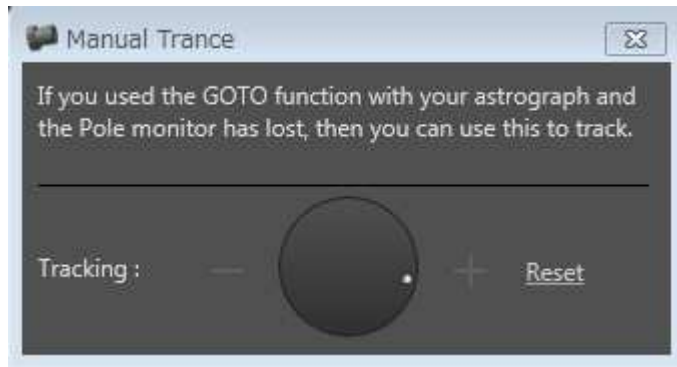 Manual Trance
If you used the GOTO function with your astrograph and
the Pole monitor has lost, then you can use this to track.
Tracking : − + Reset